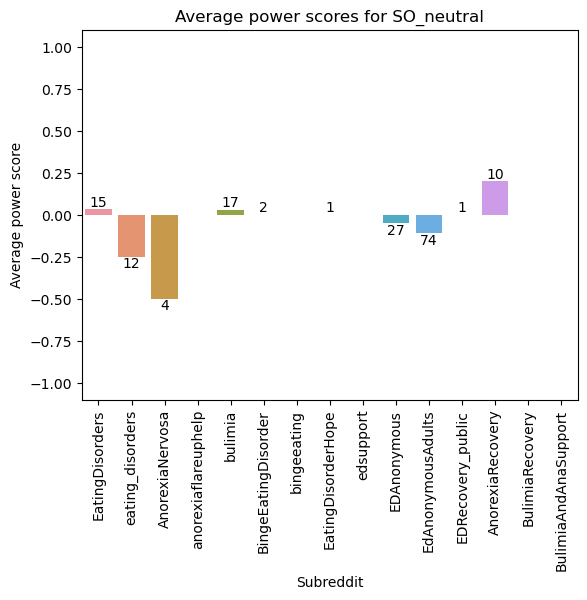 Average power scores for SO_neutral
1.00
0.75
0.50
0.25
0.00
−0.25
−0.50
−0.75
−1.00
Average power score
15
12
4
17
2
1
27
74
1
10
EatingDisorders
eating_disorders
AnorexiaNervosa
anorexiaflareuphelp
bulimia
BingeEatingDisorder
bingeeating
EatingDisorderHope
edsupport
EDAnonymous
EdAnonymousAdults
EDRecovery_public
AnorexiaRecovery
BulimiaRecovery
BulimiaAndAnaSupport
Subreddit